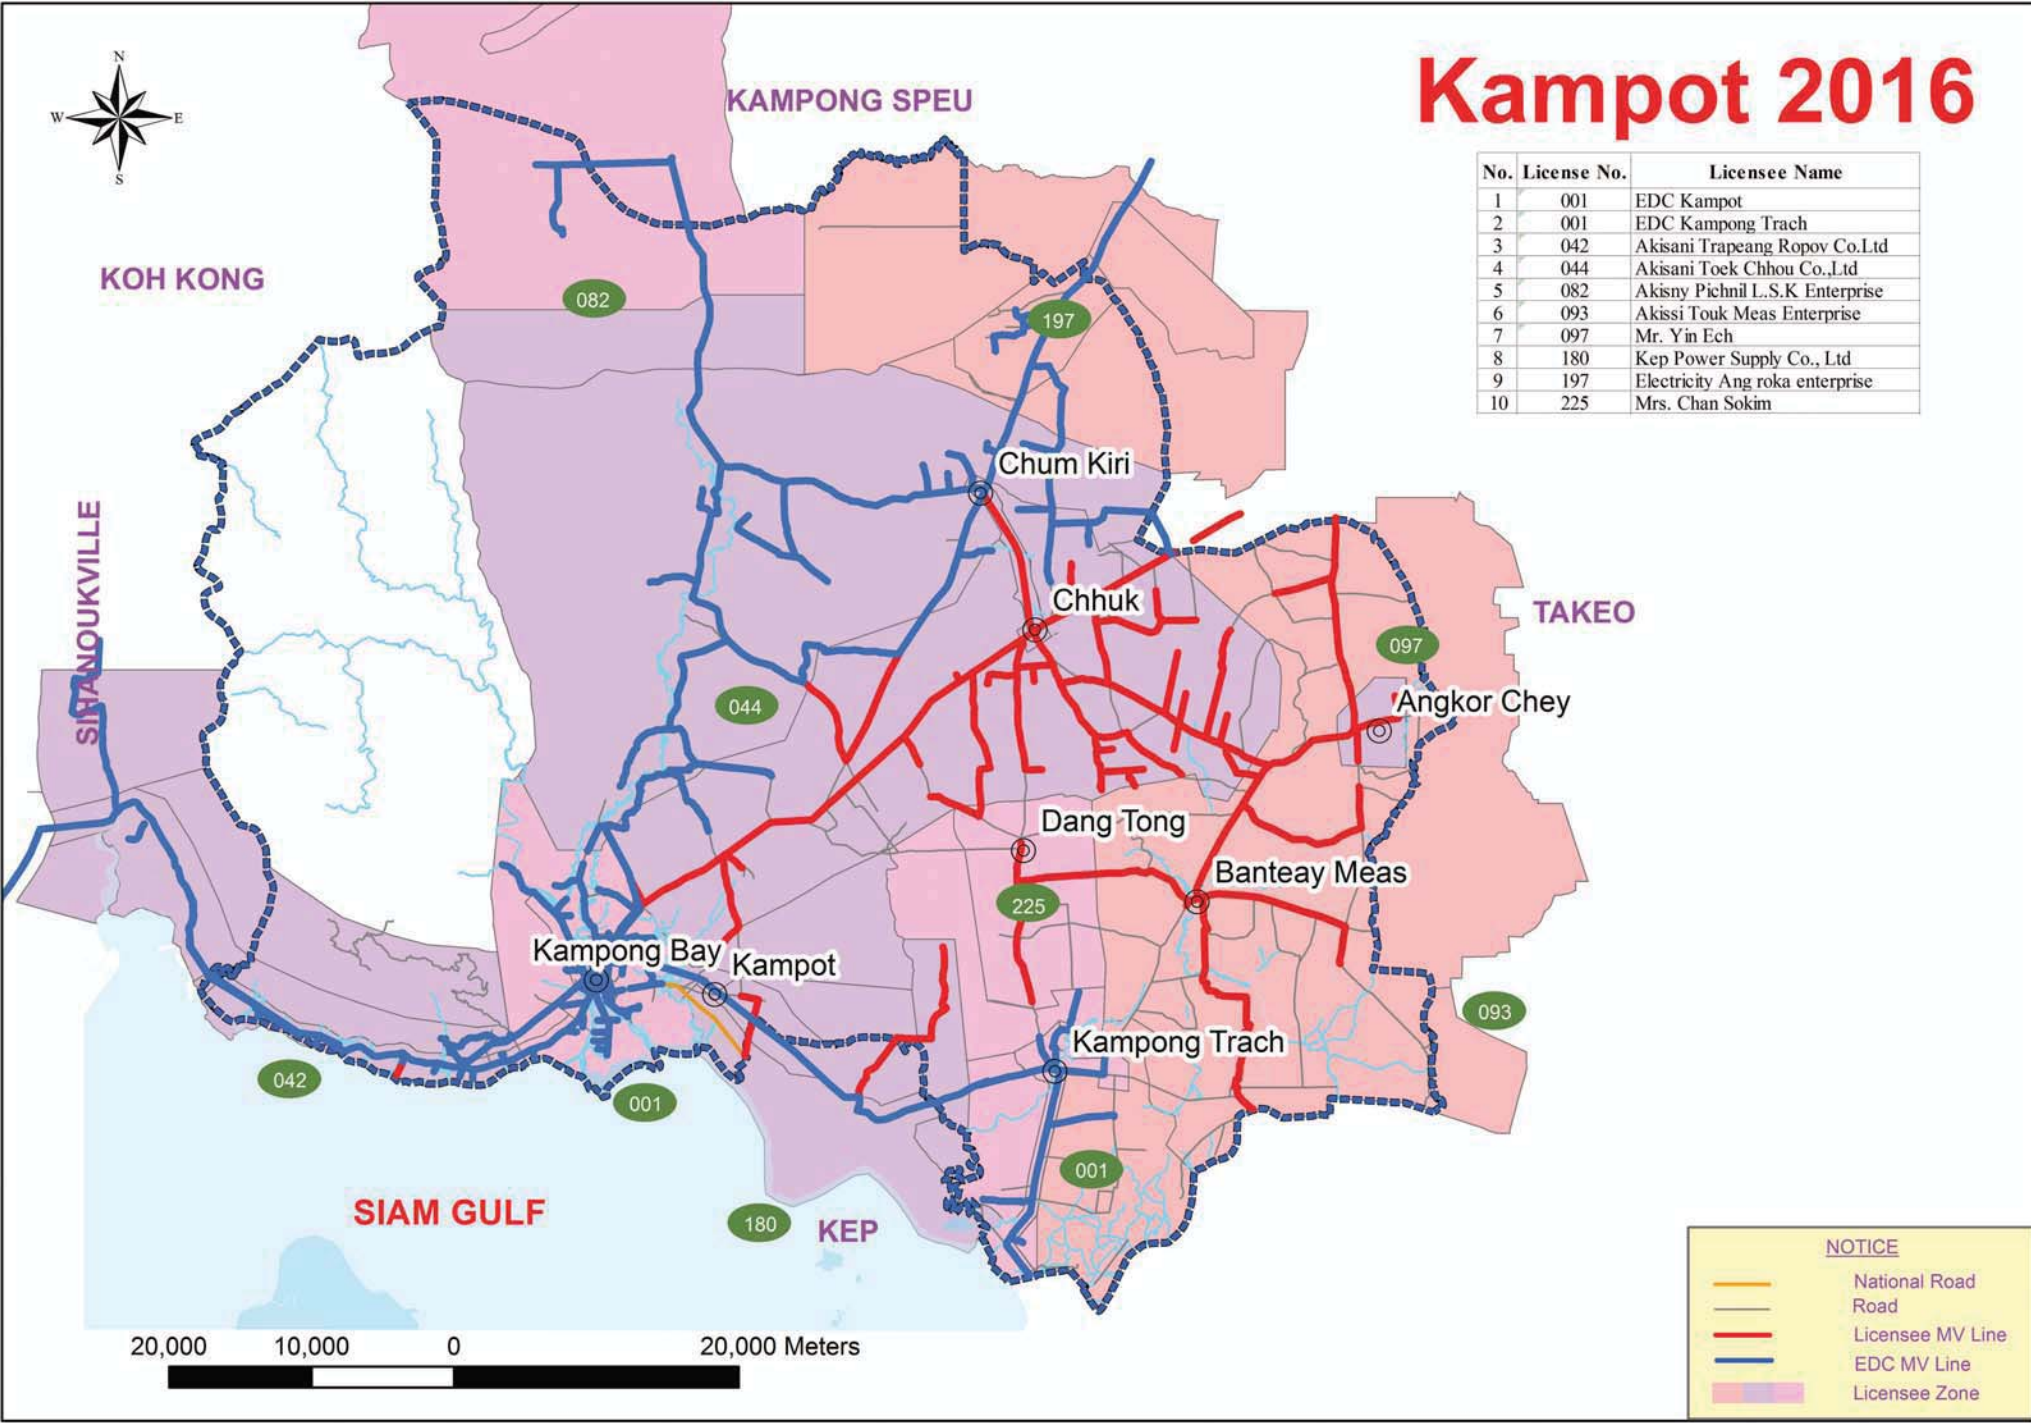 Kampot 2016
No. License No. Licensee Name
1 001 EDC Kampot
2 001 EDC Kampong Trach
3 042 Akisani Trapeang Ropov Co.Ltd
4 044 Akisani Toek Chhou Co.,Ltd
5 082 Akisny Pichnil L.S.K Enterprise
6 093 Akissi Touk Meas Enterprise
7 097 Mr. Yin Ech
8 180 Kep Power Supply Co., Ltd
9 197 Electricity Ang roka enterprise
10 225 Mrs. Chan Sokim
N
W E
S
KAMPONG SPEU
KOH KONG
082
197
Chum Kiri
SIHANOUKVILLE
Chhuk
TAKEO
097
044
Angkor Chey
Dang Tong
Banteay Meas
225
Kampong Bay
Kampot
093
Kampong Trach
042
001
001
SIAM GULF
180
KEP
20,000 10,000 0 20,000 Meters
NOTICE
National Road
Road
Licensee MV Line
EDC MV Line
Licensee Zone